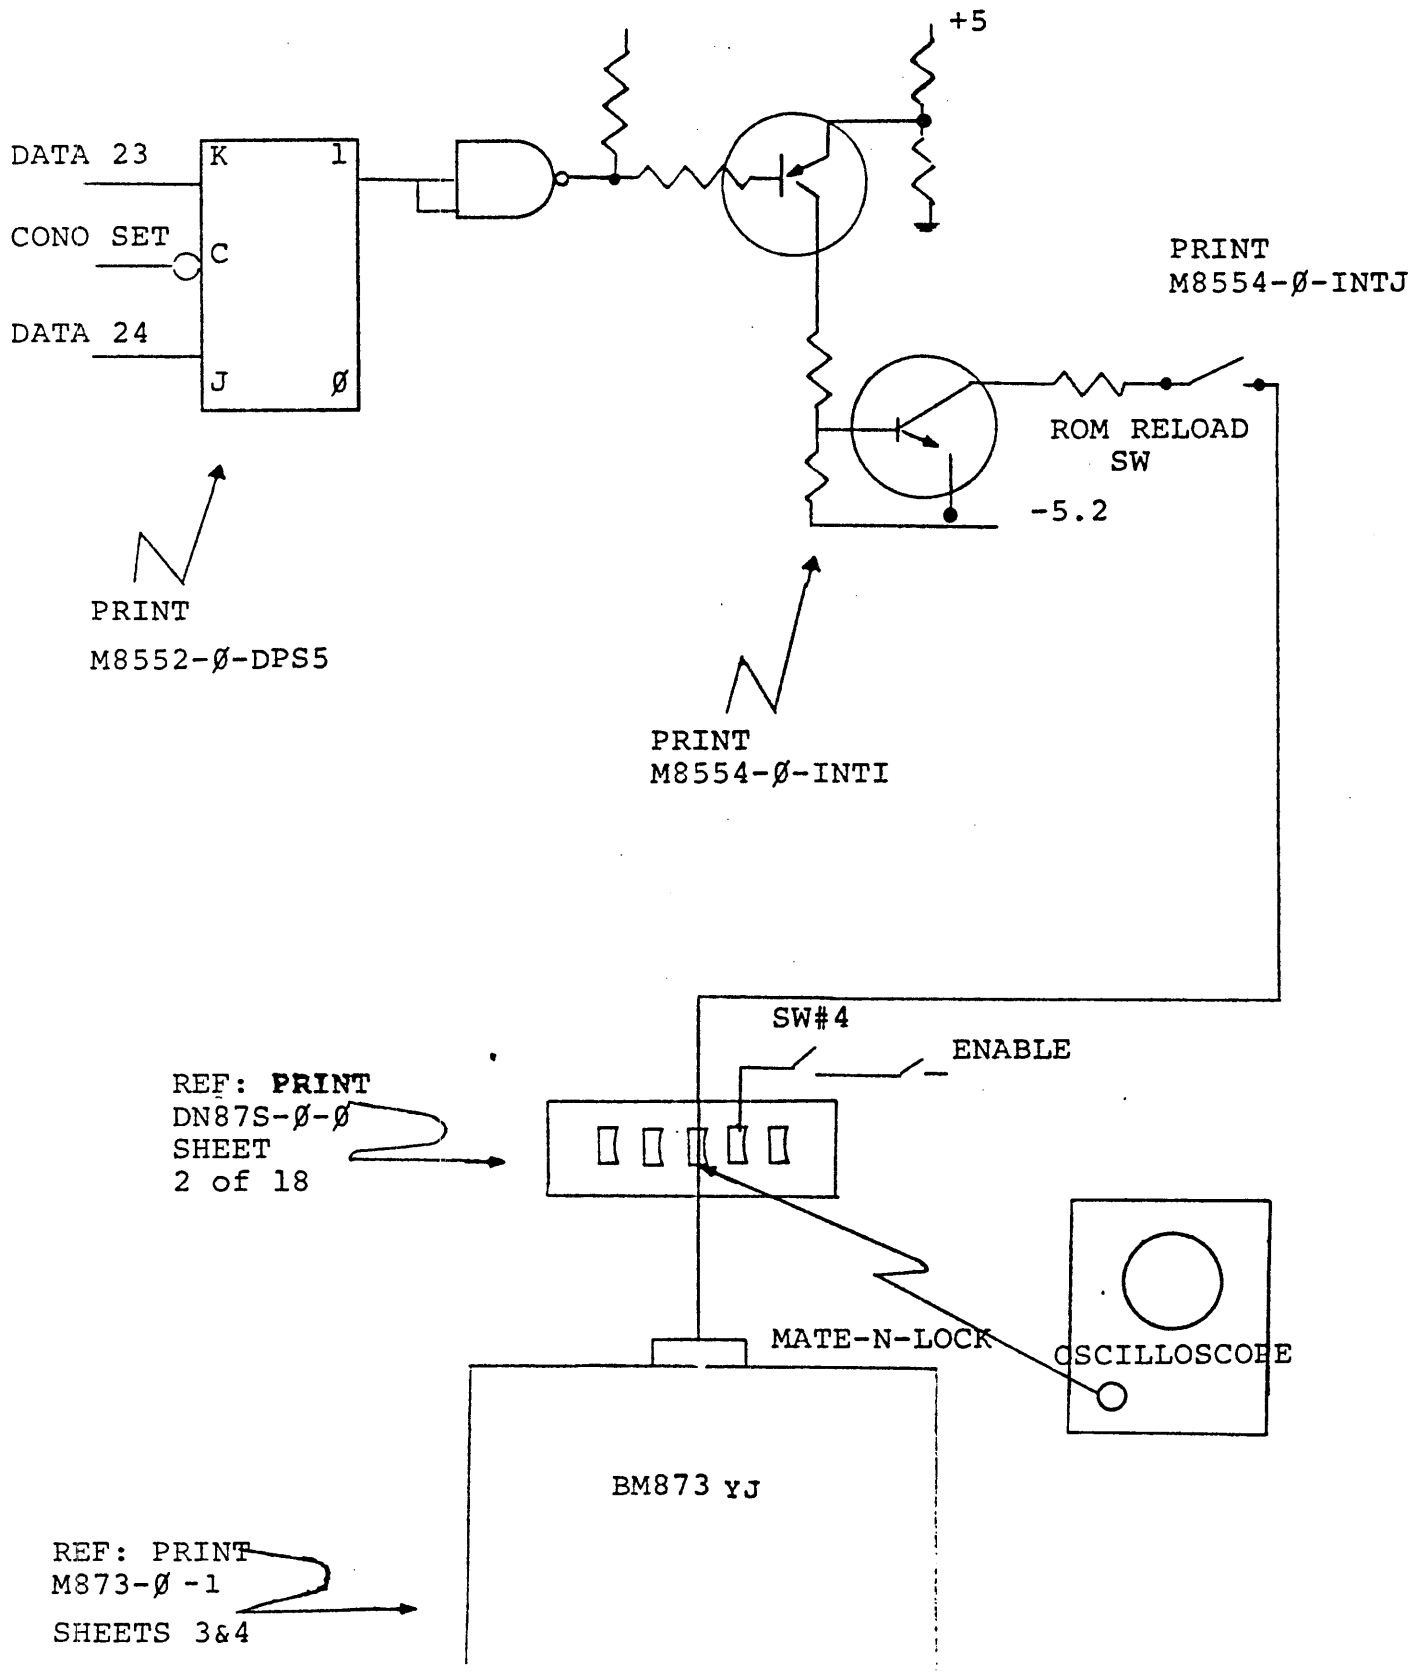 +5
DATA 23
K 1
CONO SET
C
DATA 24
J Ø
PRINT
M8554-Ø-INTJ
ROM RELOAD
SW
-5.2
PRINT
M8552-Ø-DPS5
PRINT
M8554-Ø-INTI
SW#4
ENABLE
REF: PRINT
DN87S-Ø-Ø
SHEET
2 of 18
MATE-N-LOCK
OSCILLOSCOPE
BM873 YJ
REF: PRINT
M873-Ø-1
SHEETS 3&4